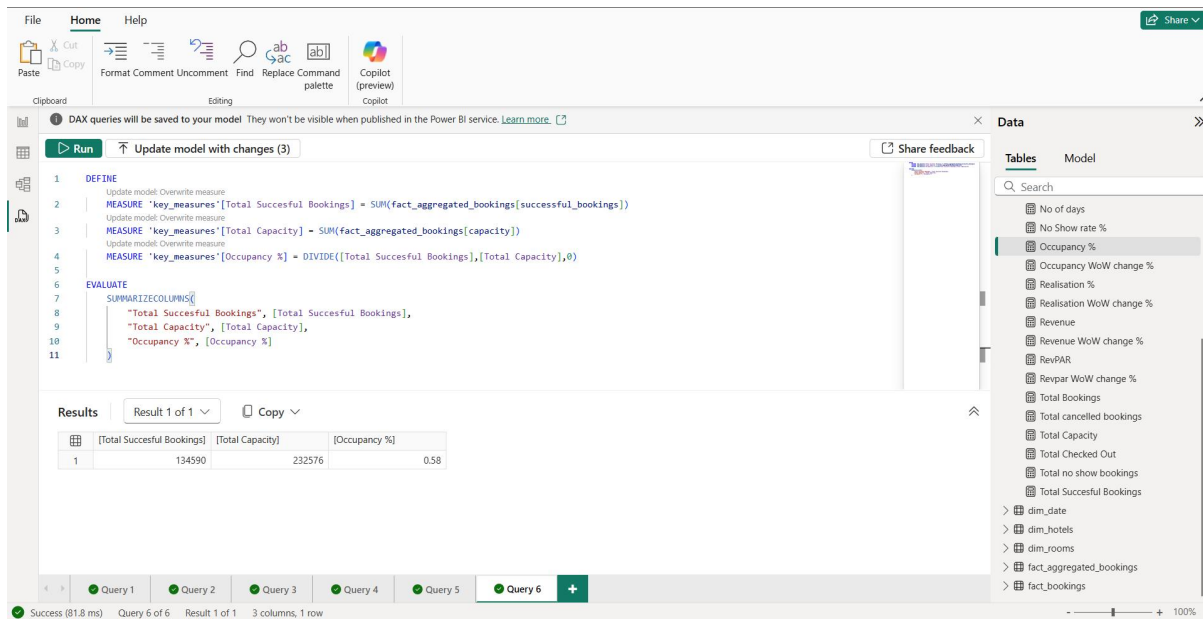 File Home Help
Share
Paste
Cut
Copy
Format Comment Uncomment Find Replace Command palette
Copilot (preview)
Clipboard Editing Copilot
DAX queries will be saved to your model They won't be visible when published in the Power BI service. Learn more
Run Update model with changes (3) Share feedback
1 DEFINE
Update model: Overwrite measure
2 MEASURE 'key_measures'[Total Succesful Bookings] = SUM(fact_aggregated_bookings[successful_bookings])
Update model: Overwrite measure
3 MEASURE 'key_measures'[Total Capacity] = SUM(fact_aggregated_bookings[capacity])
Update model: Overwrite measure
4 MEASURE 'key_measures'[Occupancy %] = DIVIDE([Total Succesful Bookings],[Total Capacity],0)
5
6 EVALUATE
7 SUMMARIZECOLUMNS(
8 "Total Succesful Bookings", [Total Succesful Bookings],
9 "Total Capacity", [Total Capacity],
10 "Occupancy %", [Occupancy %]
11 )
Results Result 1 of 1 Copy
[Total Succesful Bookings] [Total Capacity] [Occupancy %]
1 134590 232576 0.58
Query 1 Query 2 Query 3 Query 4 Query 5 Query 6 +
Success (81.8 ms) Query 6 of 6 Result 1 of 1 3 columns, 1 row
- + 100%
Data
Tables Model
Search
No of days
No Show rate %
Occupancy %
Occupancy WoW change %
Realisation %
Realisation WoW change %
Revenue
Revenue WoW change %
RevPAR
Revpar WoW change %
Total Bookings
Total cancelled bookings
Total Capacity
Total Checked Out
Total no show bookings
Total Succesful Bookings
dim_date
dim_hotels
dim_rooms
fact_aggregated_bookings
fact_bookings